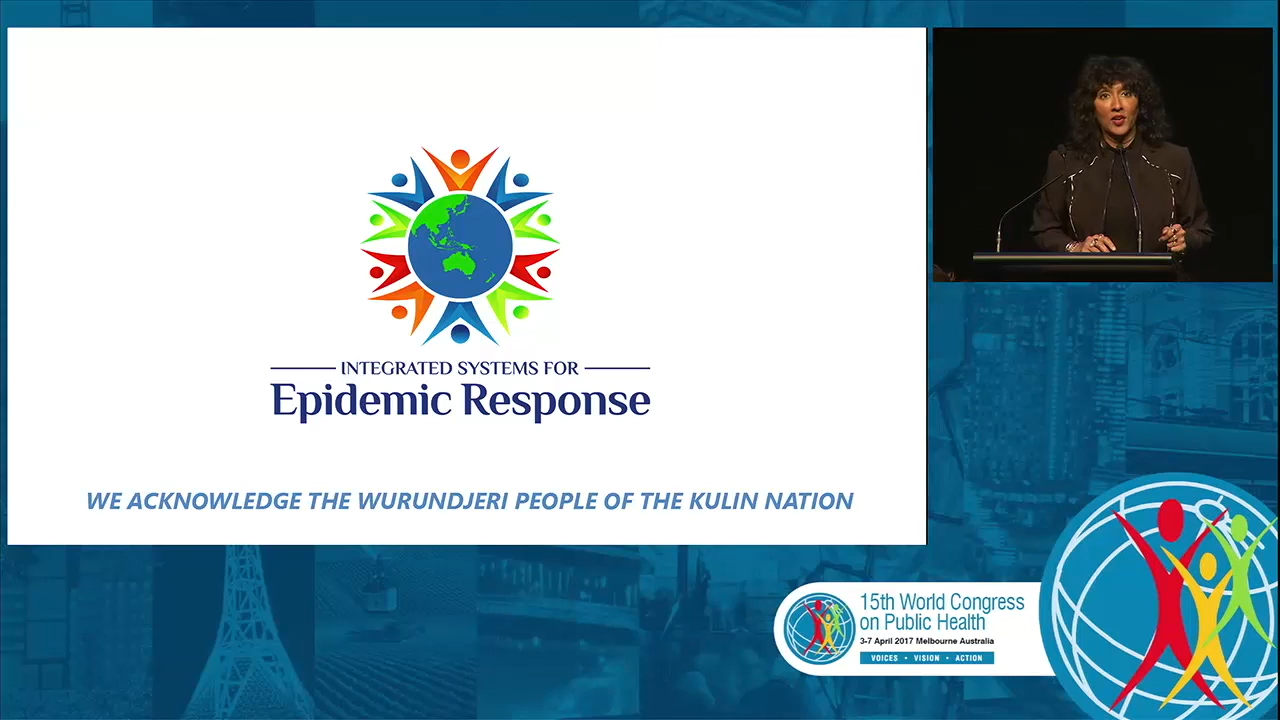 INTEGRATED SYSTEMS FOR
Epidemic Response
WE ACKNOWLEDGE THE WURUNDJERI PEOPLE OF THE KULIN NATION
15th World Congress
on Public Health
3-7 April 2017 Melbourne Australia
VOICES • VISION • ACTION